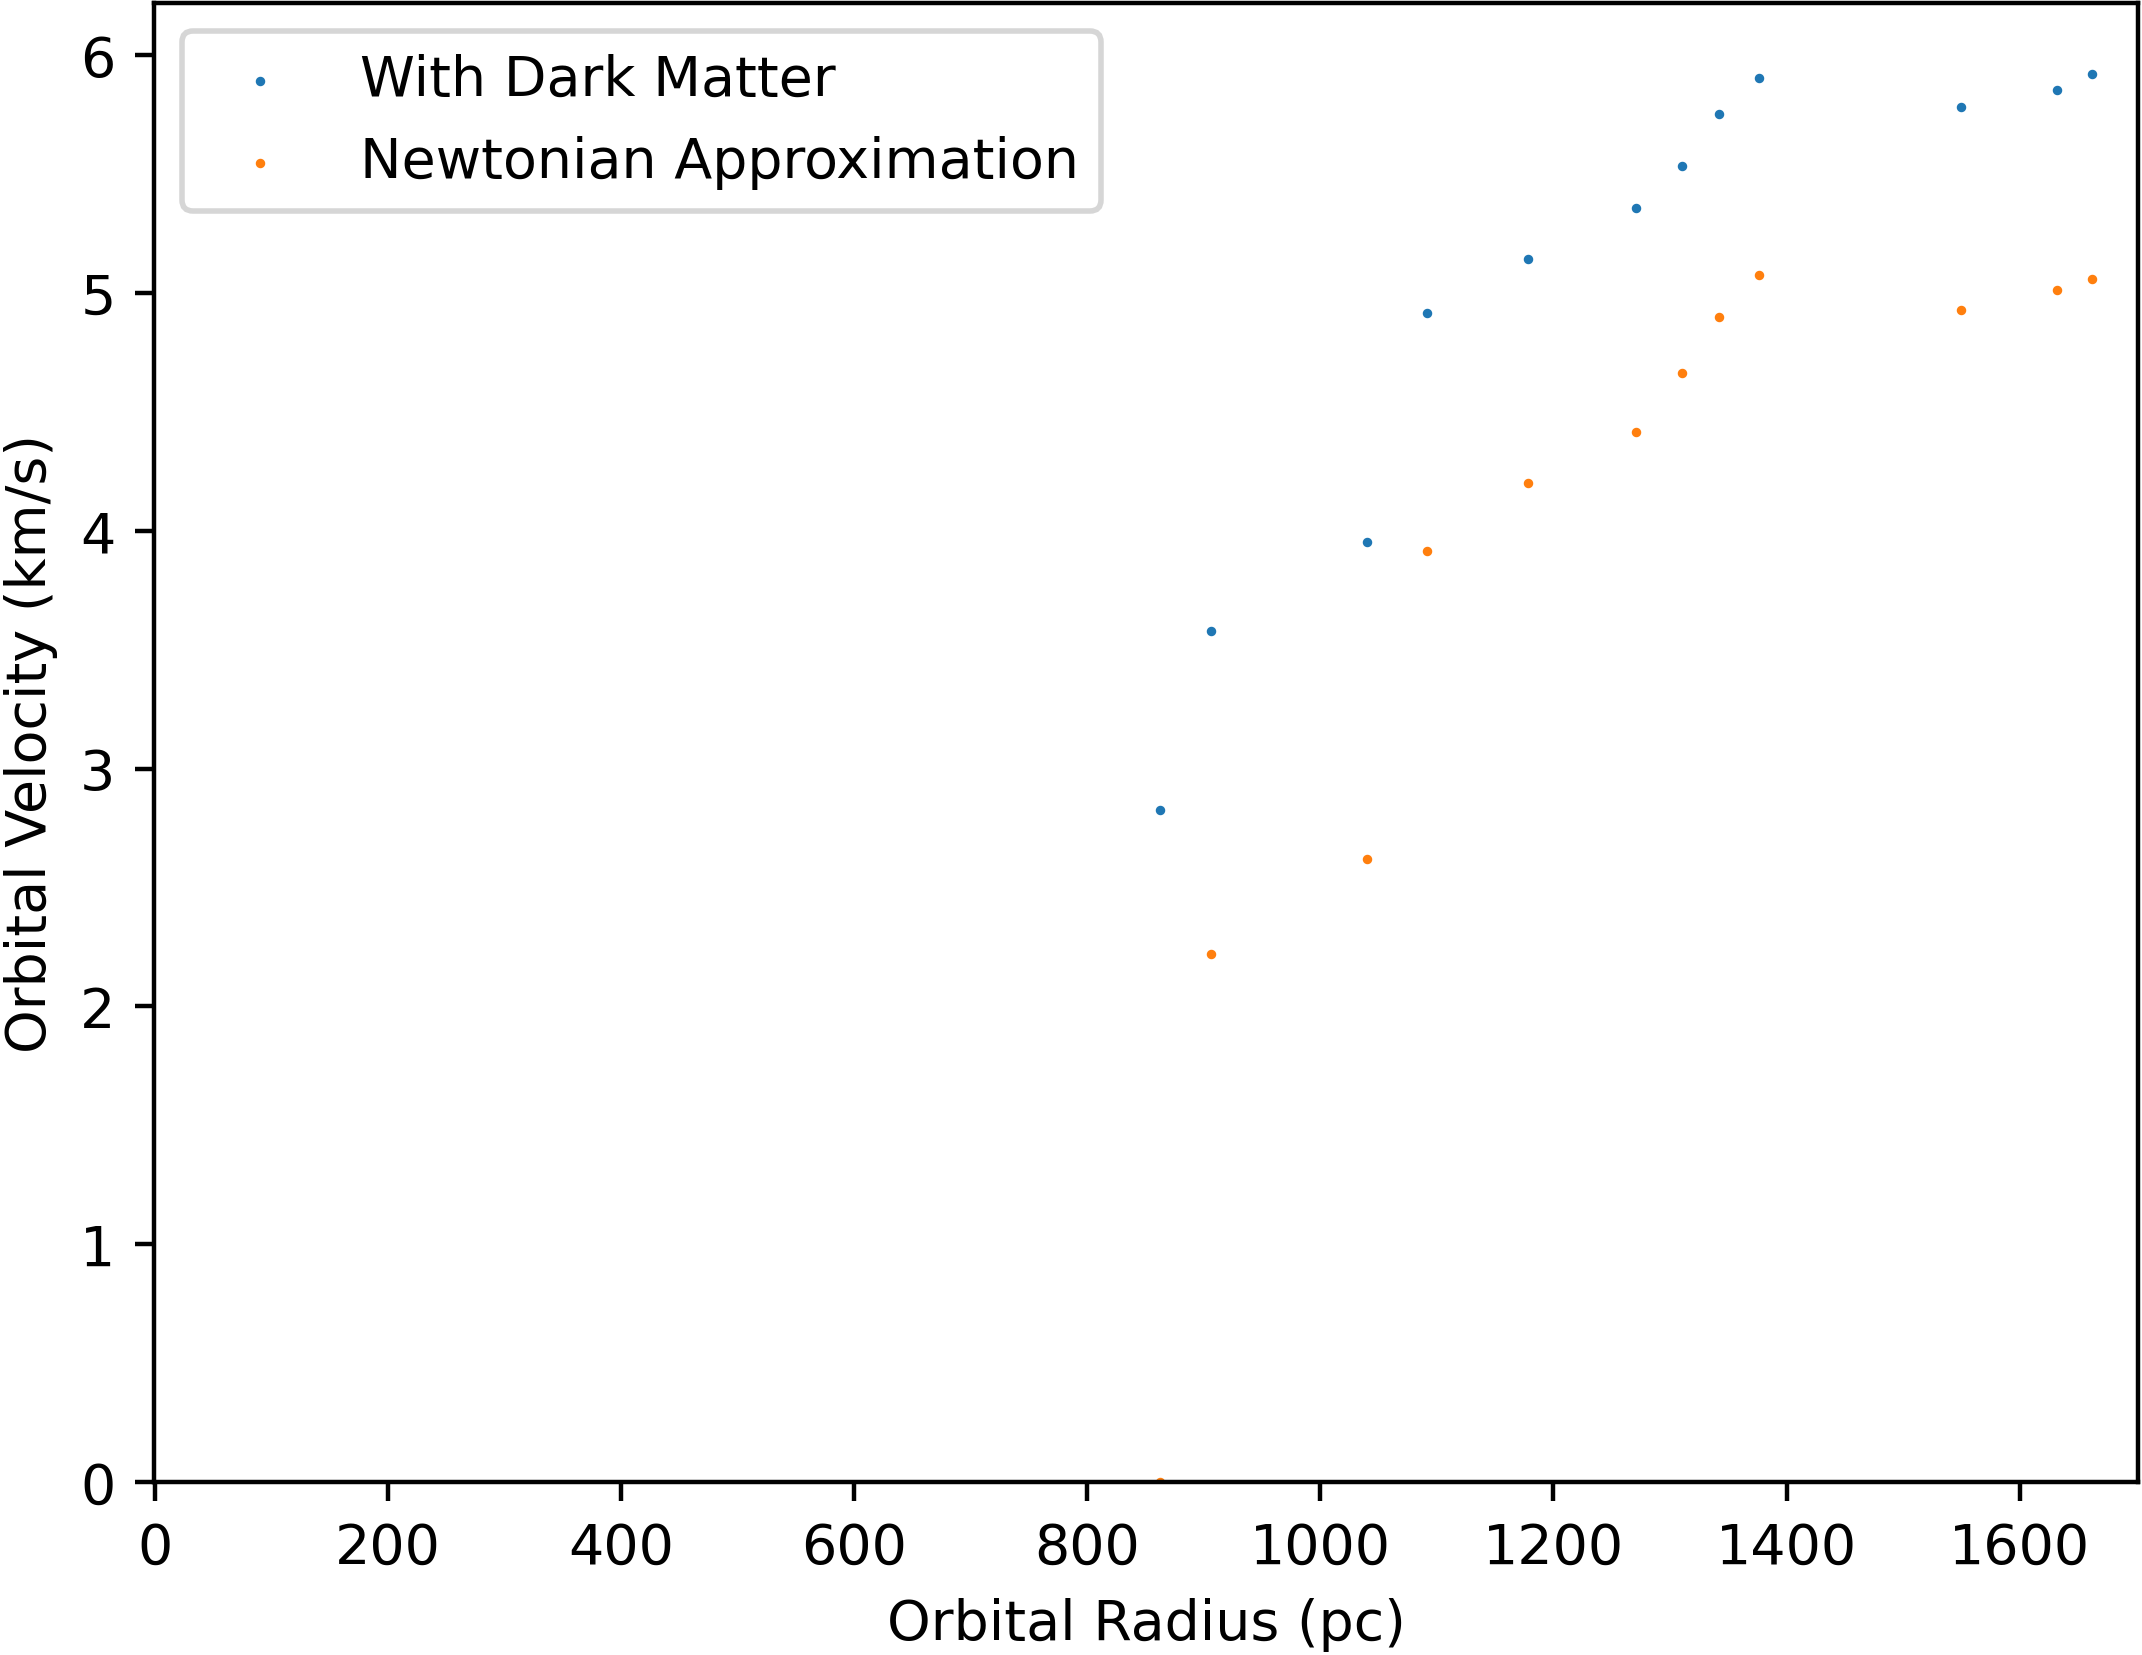 With Dark Matter
Newtonian Approximation
6
5
4
3
2
1
0
Orbital Velocity (km/s)
0 200 400 600 800 1000 1200 1400 1600
Orbital Radius (pc)